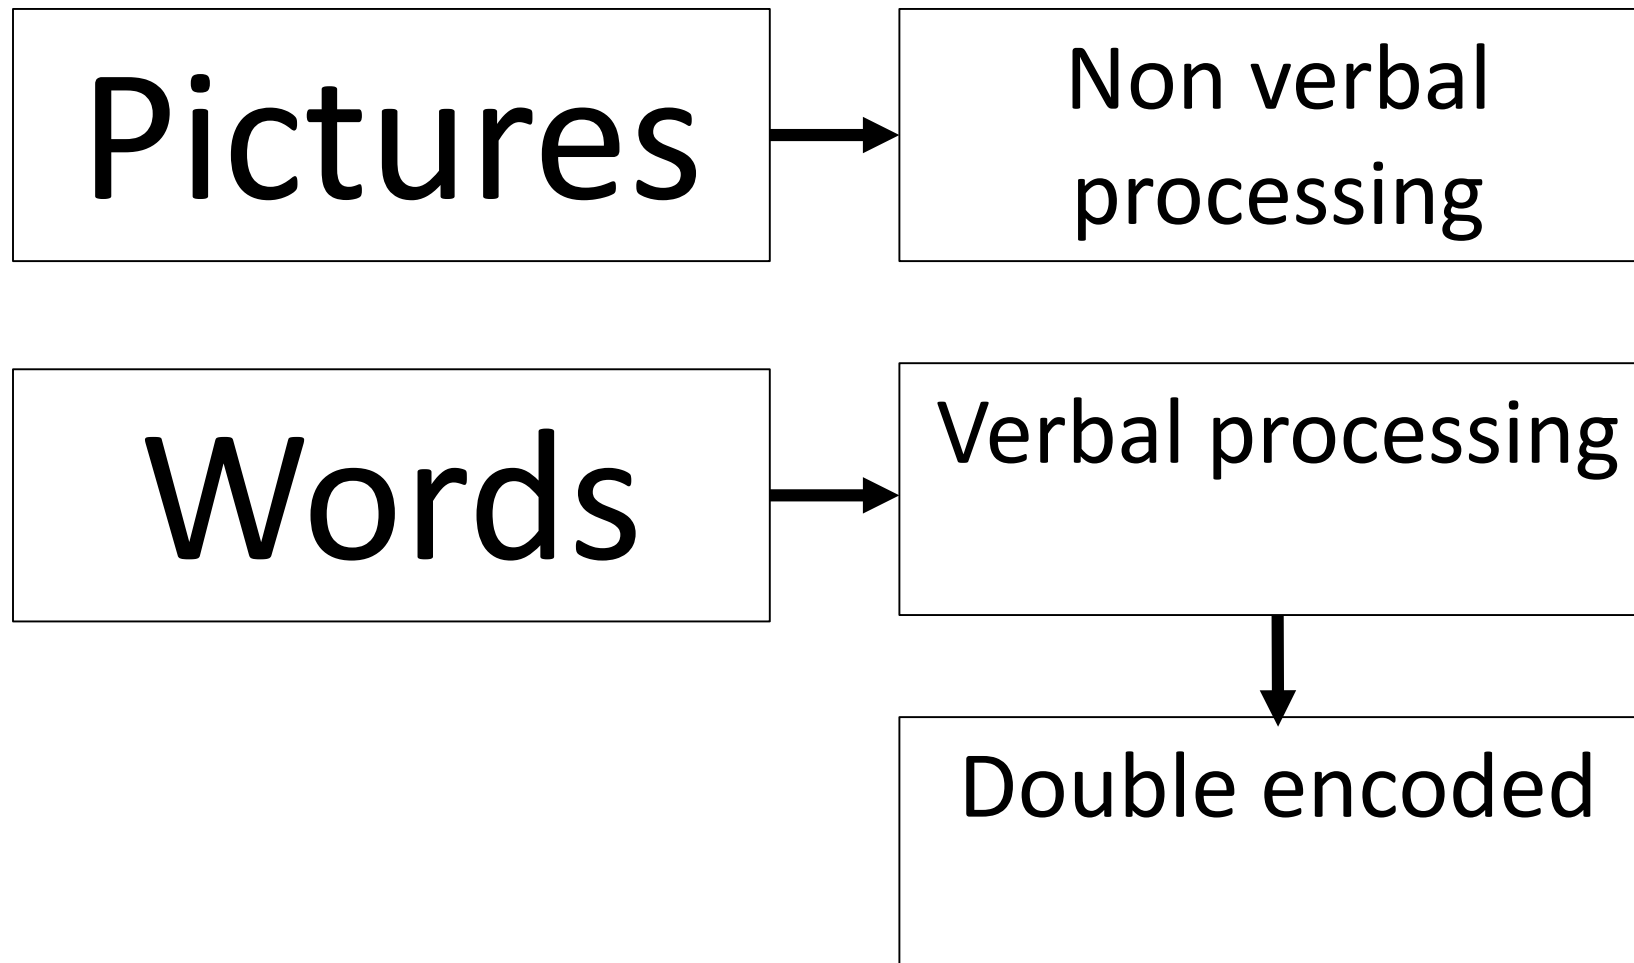 Pictures
Non verbal
processing
Words
Verbal processing
Double encoded